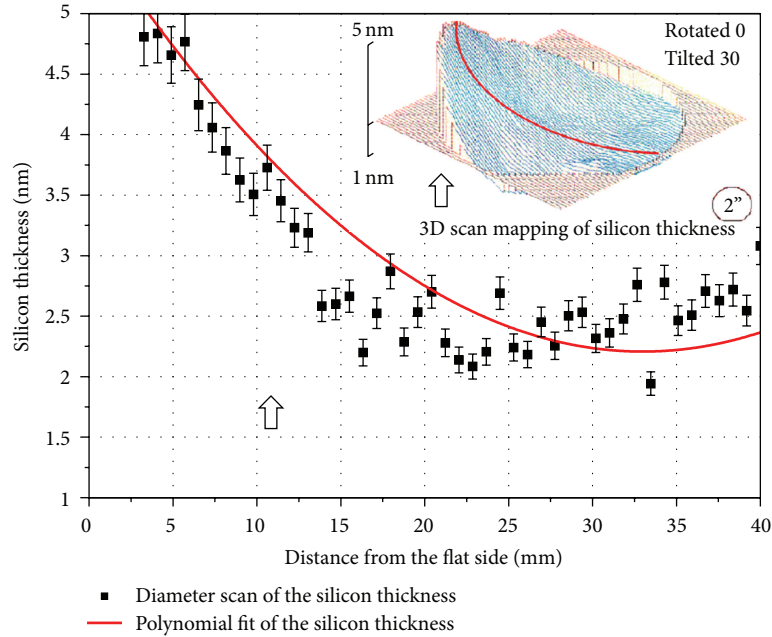 5
4.5
4
3.5
3
2.5
2
1.5
1
Silicon thickness (nm)
5 nm
1 nm
Rotated 0
Tilted 30
2”
3D scan mapping of silicon thickness
0
5
10
15
20
25
30
35
40
Distance from the flat side (mm)
Diameter scan of the silicon thickness
Polynomial fit of the silicon thickness